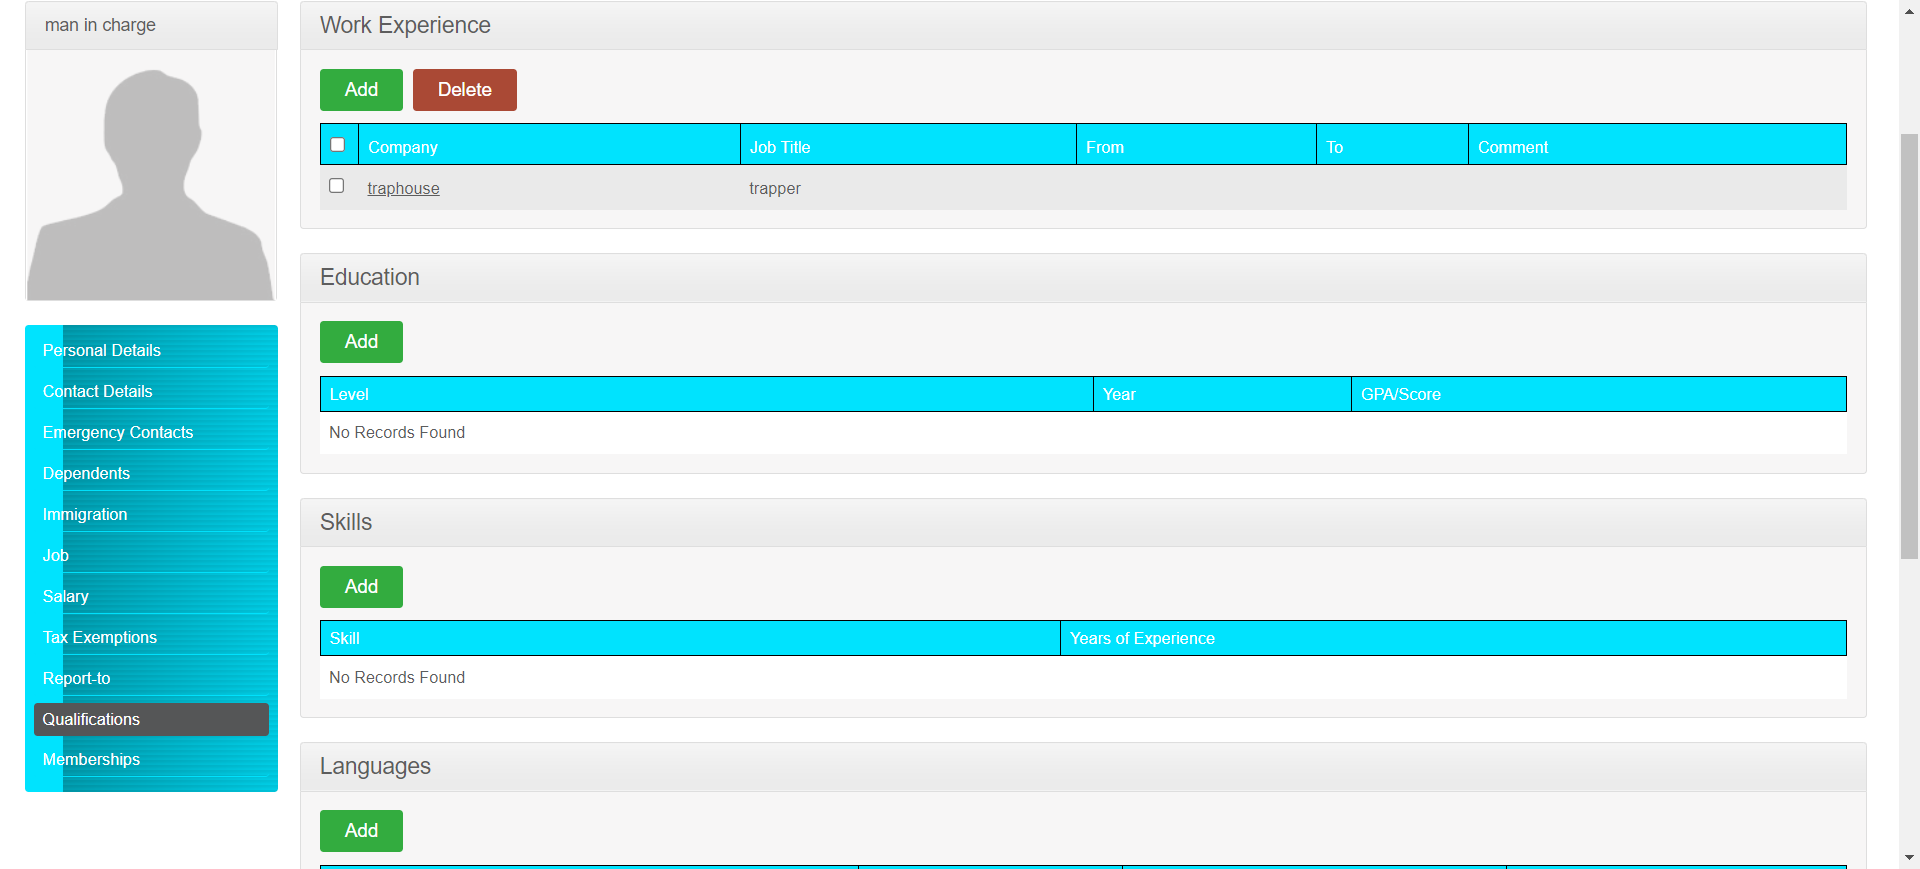 man in charge
Personal Details
Contact Details
Emergency Contacts
Dependents
Immigration
Job
Salary
Tax Exemptions
Report-to
Qualifications
Memberships
Work Experience
Add Delete
Company Job Title From To Comment
traphouse trapper
Education
Add
Level Year GPA/Score
No Records Found
Skills
Add
Skill Years of Experience
No Records Found
Languages
Add